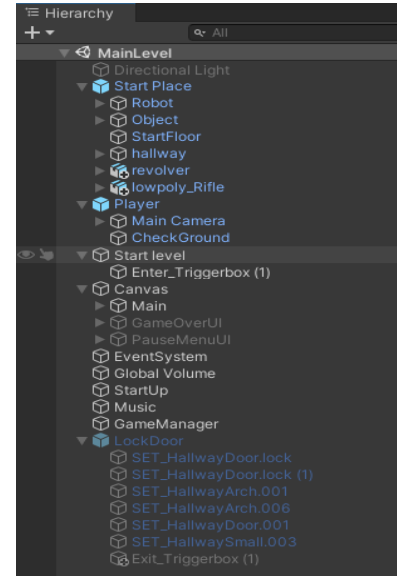 Hierarchy
All
MainLevel
Directional Light
Start Place
Robot
Object
StartFloor
hallway
revolver
lowpoly_Rifle
Player
Main Camera
CheckGround
Start level
Enter_Triggerbox (1)
Canvas
Main
GameOverUI
PauseMenuUI
EventSystem
Global Volume
StartUp
Music
GameManager
LockDoor
SET_HallwayDoor.lock
SET_HallwayDoor.lock (1)
SET_HallwayArch.001
SET_HallwayArch.006
SET_HallwayDoor.001
SET_HallwaySmall.003
Exit_Triggerbox (1)